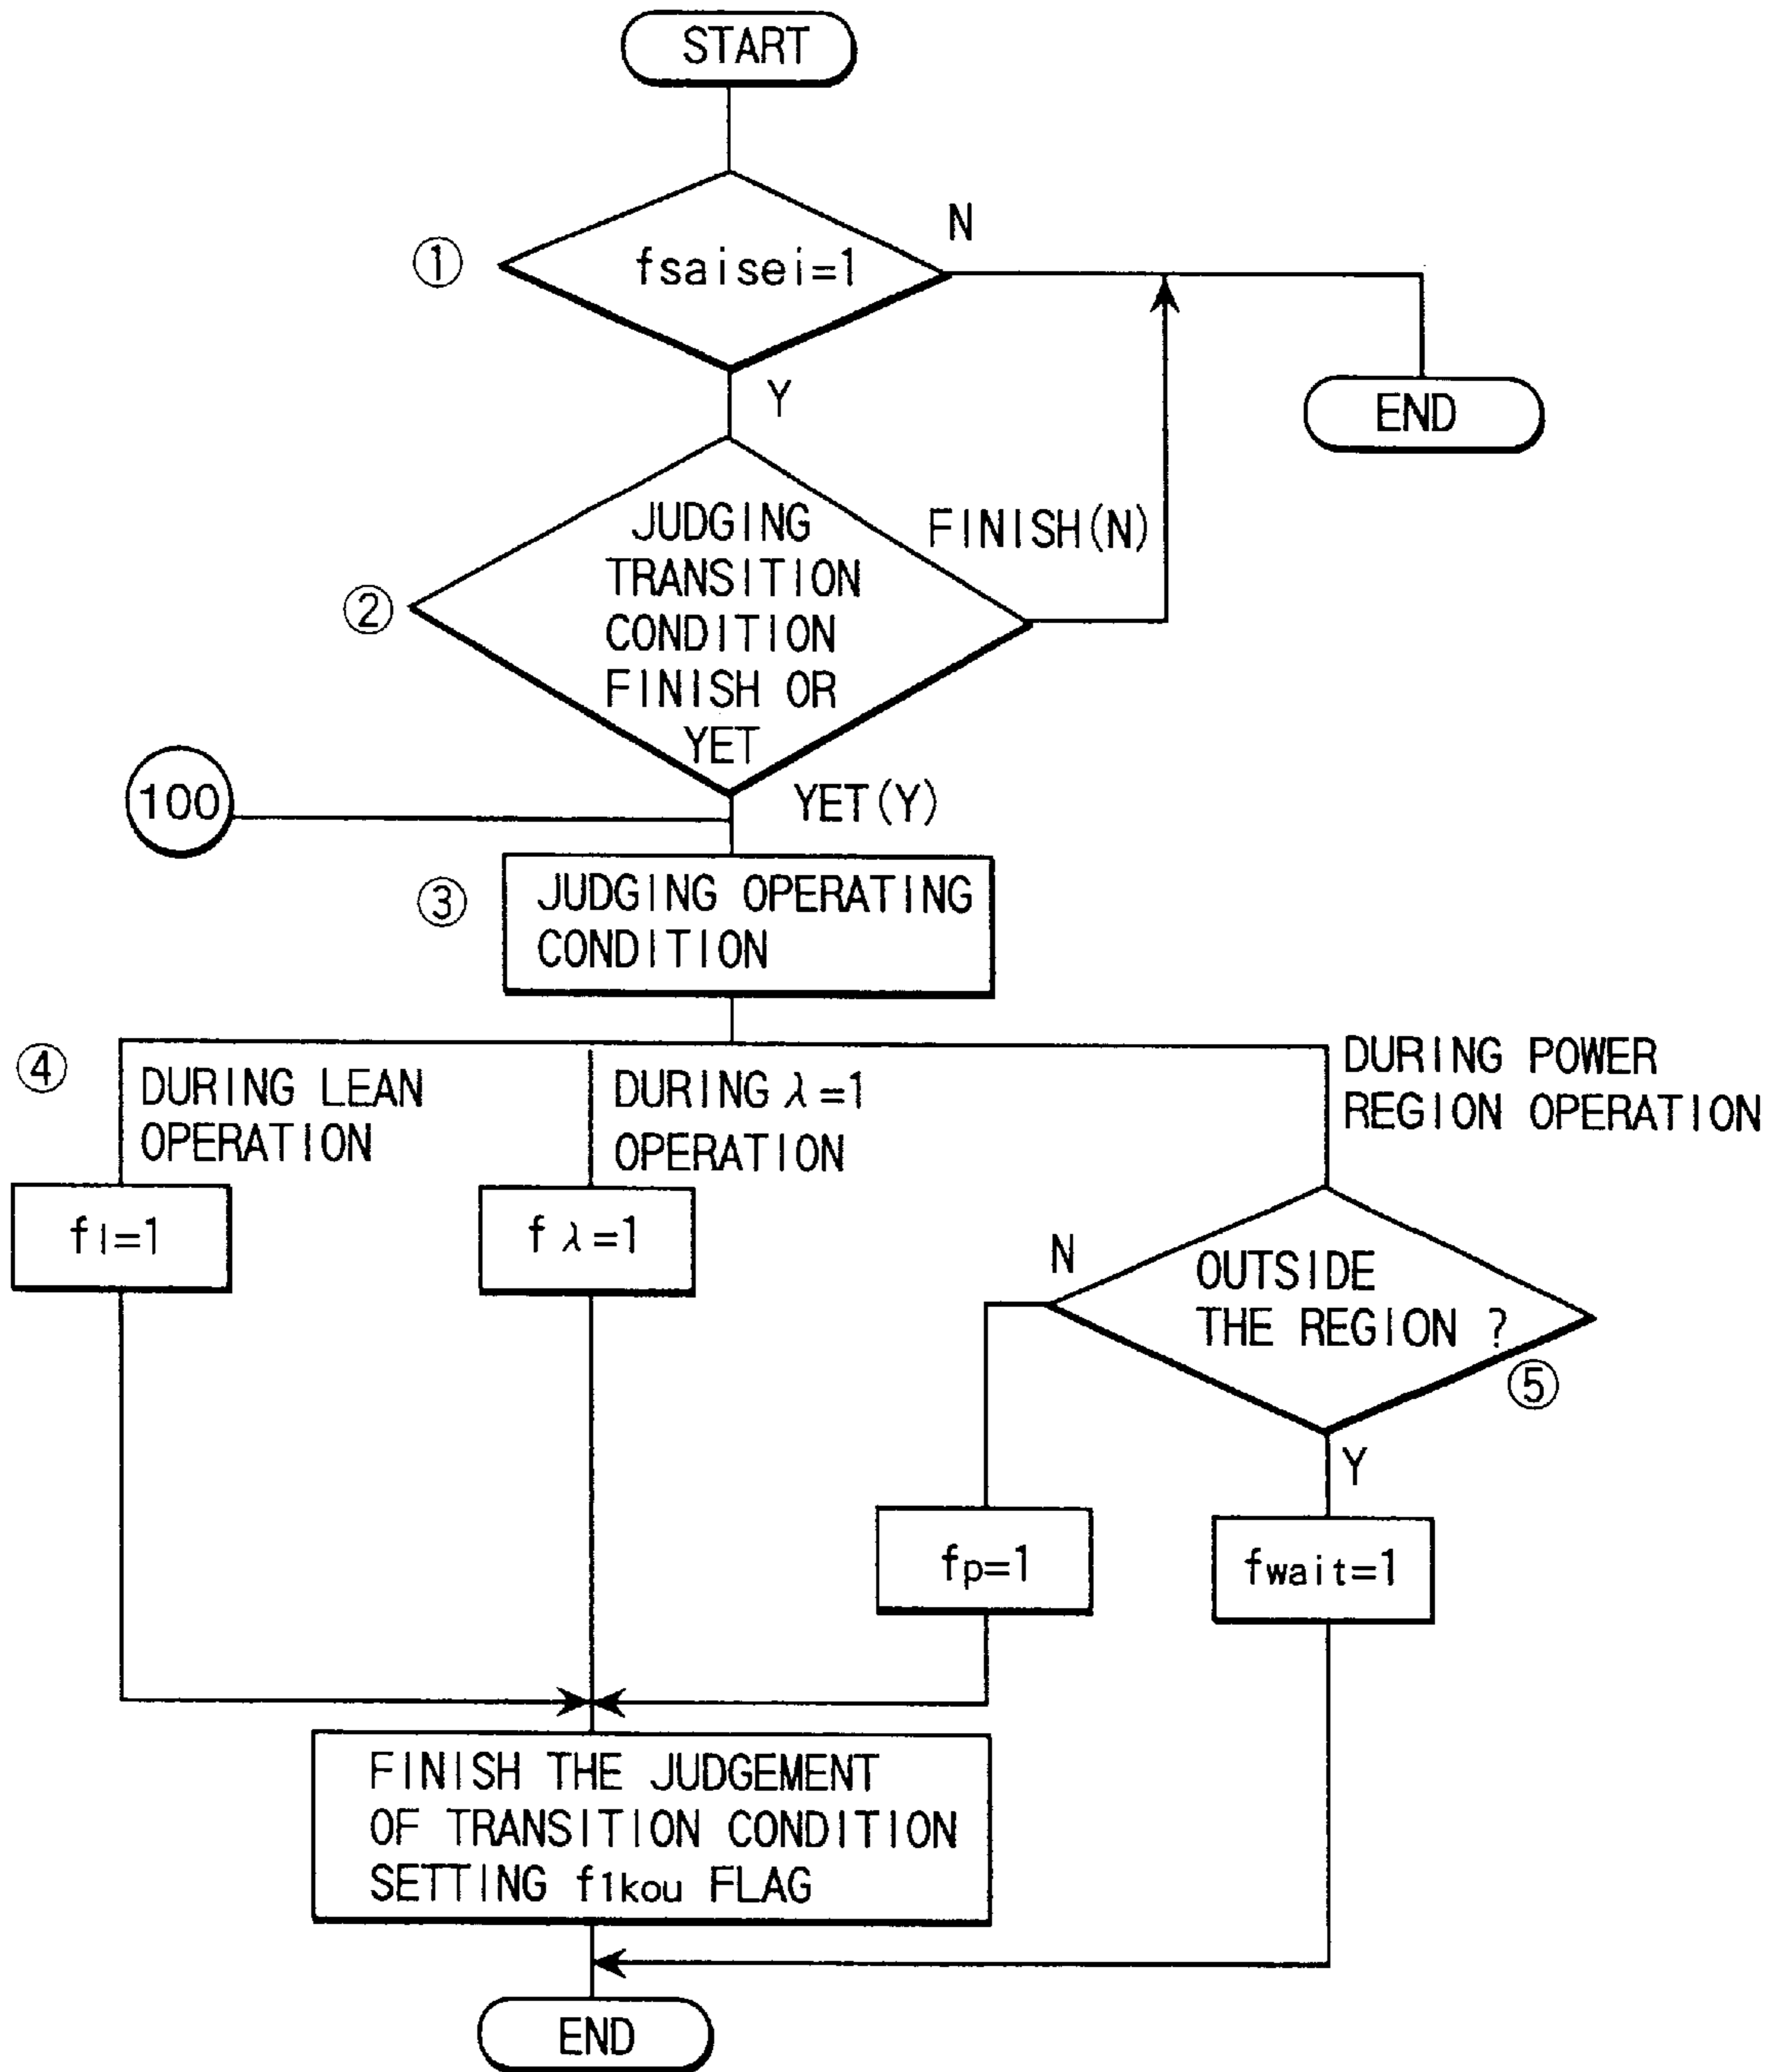 START
①
fsaisei=1
N
Y
END
②
JUDGING
TRANSITION
CONDITION
FINISH OR
YET
FINISH(N)
100
YET(Y)
③
JUDGING OPERATING
CONDITION
④
DURING LEAN
OPERATION
DURING λ=1
OPERATION
DURING POWER
REGION OPERATION
fl=1
fλ=1
N
OUTSIDE
THE REGION ?
⑤
Y
fp=1
fwait=1
FINISH THE JUDGEMENT
OF TRANSITION CONDITION
SETTING f1kou FLAG
END